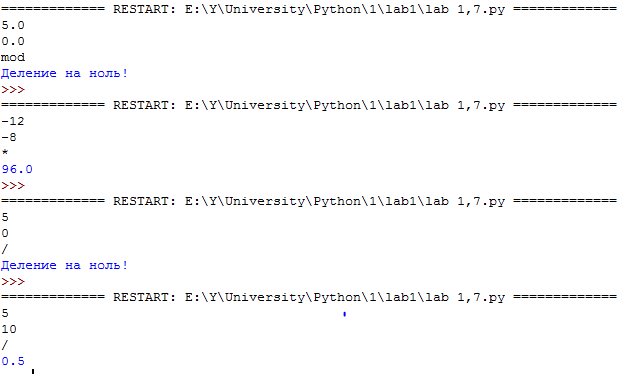 ============= RESTART: E:\Y\University\Python\1\lab1\lab 1,7.py =============
5.0
0.0
mod
Деление на ноль!
>>>
============= RESTART: E:\Y\University\Python\1\lab1\lab 1,7.py =============
-12
-8
*
96.0
>>>
============= RESTART: E:\Y\University\Python\1\lab1\lab 1,7.py =============
5
0
/
Деление на ноль!
>>>
============= RESTART: E:\Y\University\Python\1\lab1\lab 1,7.py =============
5
10
/
0.5